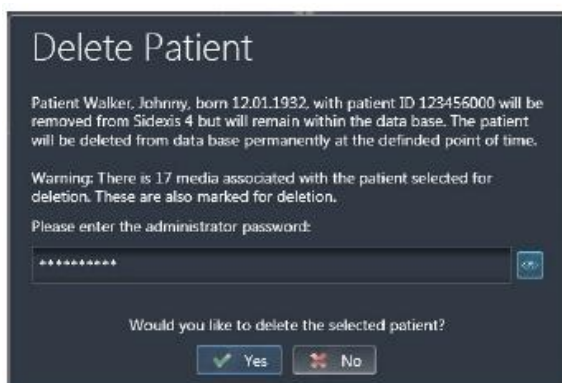 Delete Patient
Patient Walker, Johnny, born 12.01.1932, with patient ID 123456000 will be
removed from Sidexis 4 but will remain within the data base. The patient
will be deleted from data base permanently at the definded point of time.
Warning: There is 17 media associated with the patient selected for
deletion. These are also marked for deletion.
Please enter the administrator password:
**********
Would you like to delete the selected patient?
Yes No